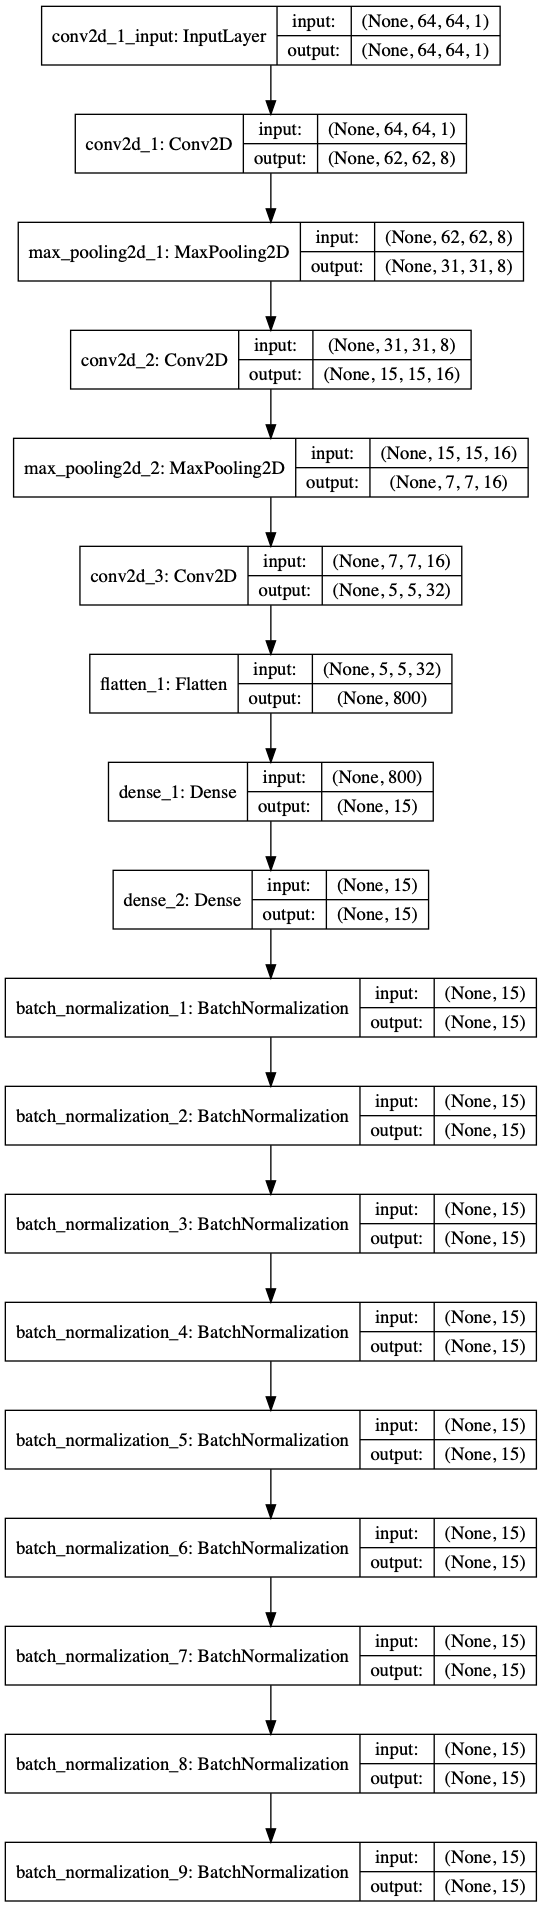 conv2d_1_input: InputLayer
input: (None, 64, 64, 1)
output: (None, 64, 64, 1)
conv2d_1: Conv2D
input: (None, 64, 64, 1)
output: (None, 62, 62, 8)
max_pooling2d_1: MaxPooling2D
input: (None, 62, 62, 8)
output: (None, 31, 31, 8)
conv2d_2: Conv2D
input: (None, 31, 31, 8)
output: (None, 15, 15, 16)
max_pooling2d_2: MaxPooling2D
input: (None, 15, 15, 16)
output: (None, 7, 7, 16)
conv2d_3: Conv2D
input: (None, 7, 7, 16)
output: (None, 5, 5, 32)
flatten_1: Flatten
input: (None, 5, 5, 32)
output: (None, 800)
dense_1: Dense
input: (None, 800)
output: (None, 15)
dense_2: Dense
input: (None, 15)
output: (None, 15)
batch_normalization_1: BatchNormalization
input: (None, 15)
output: (None, 15)
batch_normalization_2: BatchNormalization
input: (None, 15)
output: (None, 15)
batch_normalization_3: BatchNormalization
input: (None, 15)
output: (None, 15)
batch_normalization_4: BatchNormalization
input: (None, 15)
output: (None, 15)
batch_normalization_5: BatchNormalization
input: (None, 15)
output: (None, 15)
batch_normalization_6: BatchNormalization
input: (None, 15)
output: (None, 15)
batch_normalization_7: BatchNormalization
input: (None, 15)
output: (None, 15)
batch_normalization_8: BatchNormalization
input: (None, 15)
output: (None, 15)
batch_normalization_9: BatchNormalization
input: (None, 15)
output: (None, 15)